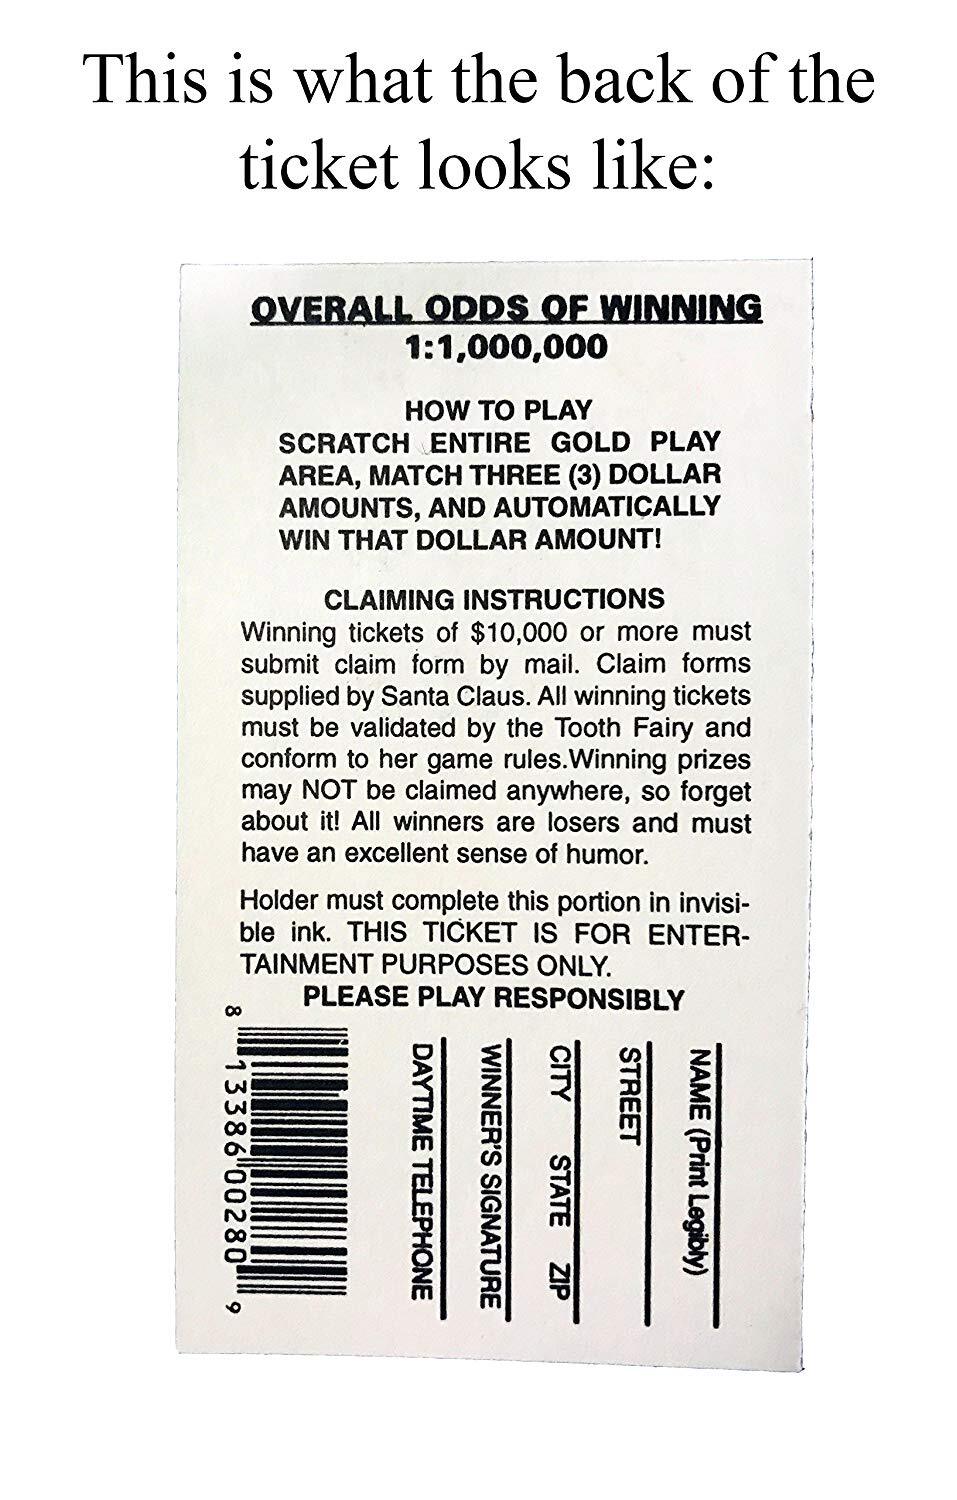 This is what the back of the
ticket looks like:
OVERALL ODDS OF WINNING
1:1,000,000
HOW TO PLAY
SCRATCH ENTIRE GOLD PLAY
AREA, MATCH THREE (3) DOLLAR
AMOUNTS, AND AUTOMATICALLY
WIN THAT DOLLAR AMOUNT!
CLAIMING INSTRUCTIONS
Winning tickets of $10,000 or more must
submit claim form by mail. Claim forms
supplied by Santa Claus. All winning tickets
must be validated by the Tooth Fairy and
conform to her game rules.Winning prizes
may NOT be claimed anywhere, so forget
about it! All winners are losers and must
have an excellent sense of humor.
Holder must complete this portion in invisi-
ble ink. THIS TICKET IS FOR ENTER-
TAINMENT PURPOSES ONLY.
PLEASE PLAY RESPONSIBLY
NAME (Print Legibly)
STREET
CITY STATE ZIP
WINNER'S SIGNATURE
DAYTIME TELEPHONE
8 13386 00280 9